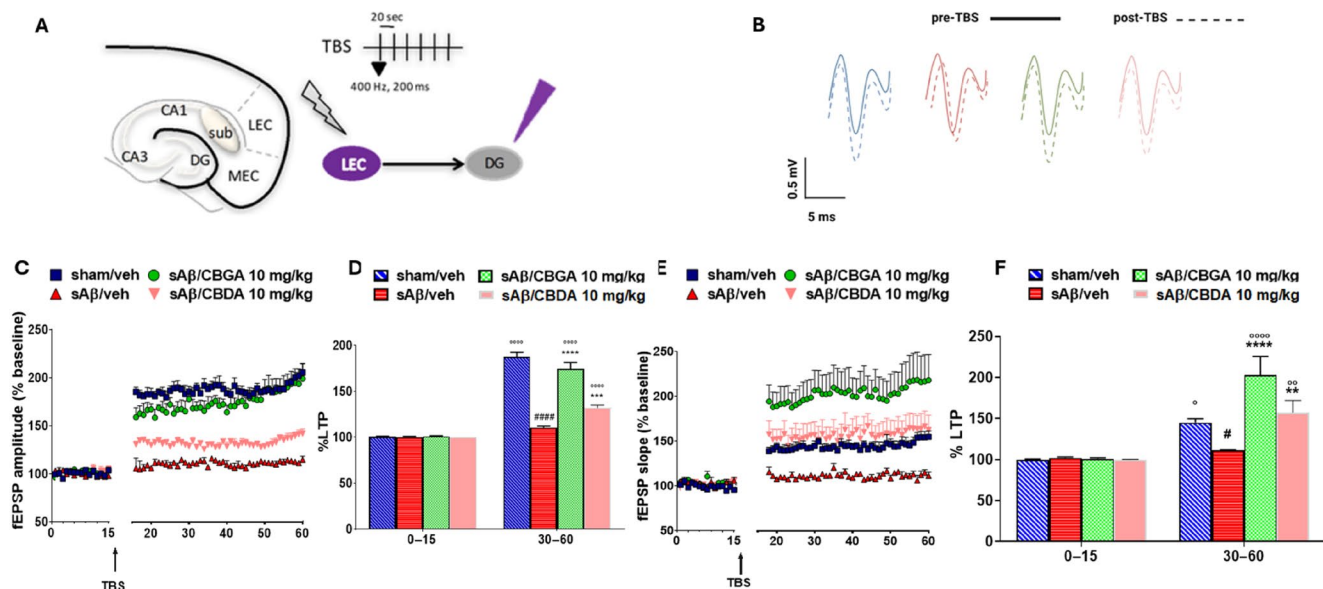 A
20 sec
TBS
400 Hz, 200 ms
CA1
sub
LEC
CA3
DG
MEC
LEC
DG
B
pre-TBS
post-TBS
0.5 mV
5 ms
C
sham/veh
sAβ/CBGA 10 mg/kg
sAβ/veh
sAβ/CBDA 10 mg/kg
fEPSP amplitude (% baseline)
250
200
150
100
50
0
15
20
30
40
50
60
TBS
D
sham/veh
sAβ/CBGA 10 mg/kg
sAβ/veh
sAβ/CBDA 10 mg/kg
%LTP
200
150
100
50
0
°°°°
####
°°°°
****
°°°°
***
0–15
30–60
E
sham/veh
sAβ/CBGA 10 mg/kg
sAβ/veh
sAβ/CBDA 10 mg/kg
fEPSP slope (% baseline)
250
200
150
100
50
0
15
20
30
40
50
60
TBS
F
sham/veh
sAβ/CBGA 10 mg/kg
sAβ/veh
sAβ/CBDA 10 mg/kg
% LTP
250
200
150
100
50
0
°
#
°°°°
****
°°
**
0–15
30–60